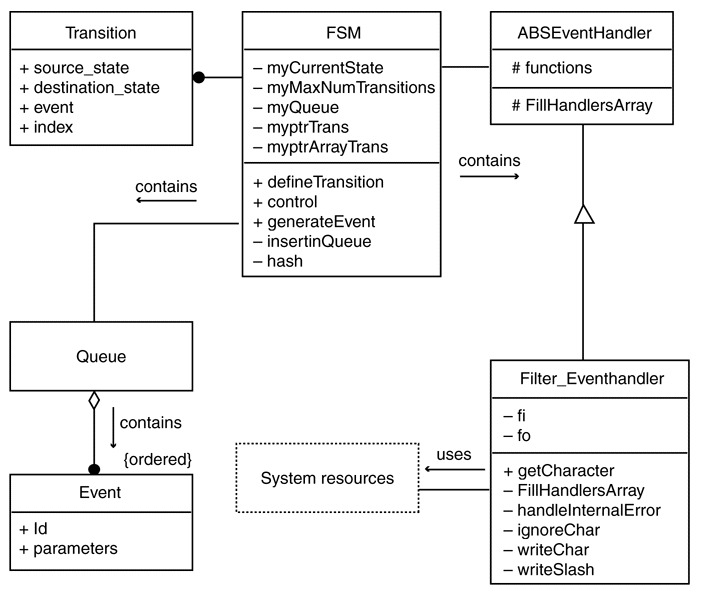 Transition
+ source_state
+ destination_state
+ event
+ index
FSM
– myCurrentState
– myMaxNumTransitions
– myQueue
– myptrTrans
– myptrArrayTrans
+ defineTransition
+ control
+ generateEvent
– insertinQueue
– hash
ABSEventHandler
# functions
# FillHandlersArray
contains
contains
Queue
contains
{ordered}
Event
+ Id
+ parameters
System resources
uses
Filter_Eventhandler
– fi
– fo
+ getCharacter
– FillHandlersArray
– handleInternalError
– ignoreChar
– writeChar
– writeSlash